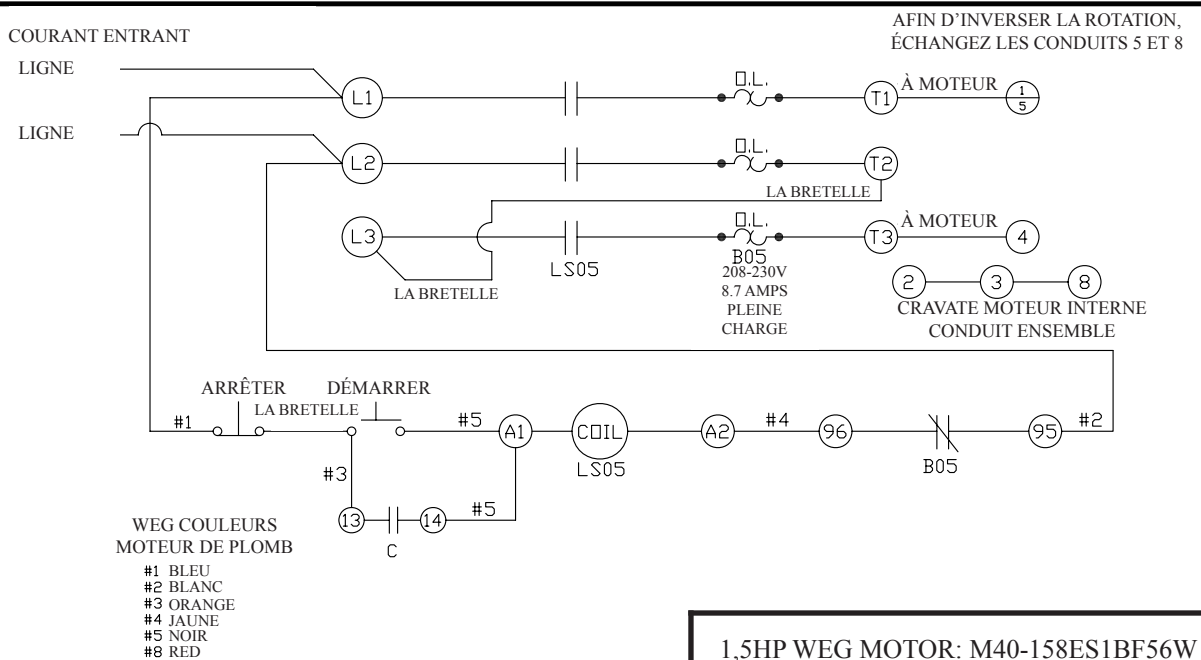 COURANT ENTRANT
AFIN D'INVERSER LA ROTATION,
ÉCHANGEZ LES CONDUITS 5 ET 8
LIGNE
L1
O.L.
T1
À MOTEUR
1
5
LIGNE
L2
O.L.
T2
LA BRETELLE
L3
LS05
O.L.
B05
208-230V
8.7 AMPS
PLEINE
CHARGE
T3
À MOTEUR
4
LA BRETELLE
2
3
8
CRAVATE MOTEUR INTERNE
CONDUIT ENSEMBLE
ARRÊTER
DÉMARRER
#1
LA BRETELLE
#5
A1
COIL
LS05
A2
#4
96
B05
95
#2
#3
13
14
#5
C
WEG COULEURS
MOTEUR DE PLOMB
#1 BLEU
#2 BLANC
#3 ORANGE
#4 JAUNE
#5 NOIR
#8 RED
1,5HP WEG MOTOR: M40-158ES1BF56W